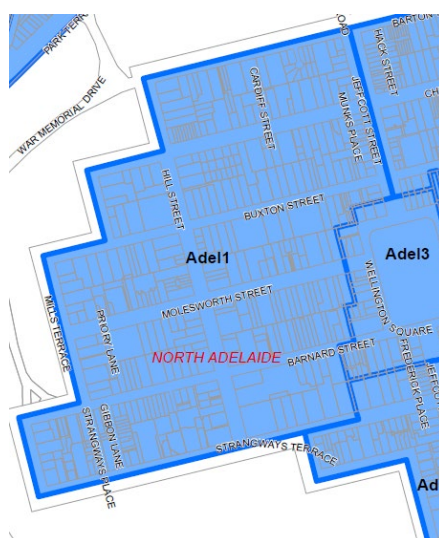 PARK TERR
ROAD
BARTON
WAR MEMORIAL DRIVE
HACK STREET
CARDIFF STREET
MUNKS PLACE
JEFFCOTT STREET
CH
HILL STREET
BUXTON STREET
Adel1
Adel3
MOLESWORTH STREET
WELLINGTON SQUARE
MILLS TERRACE
PRIORY LANE
NORTH ADELAIDE
BARNARD STREET
FREDERICK PLACE
JEFFCO
GIBBON LANE
STRANGWAYS PLACE
STRANGWAYS TERRACE
Ad